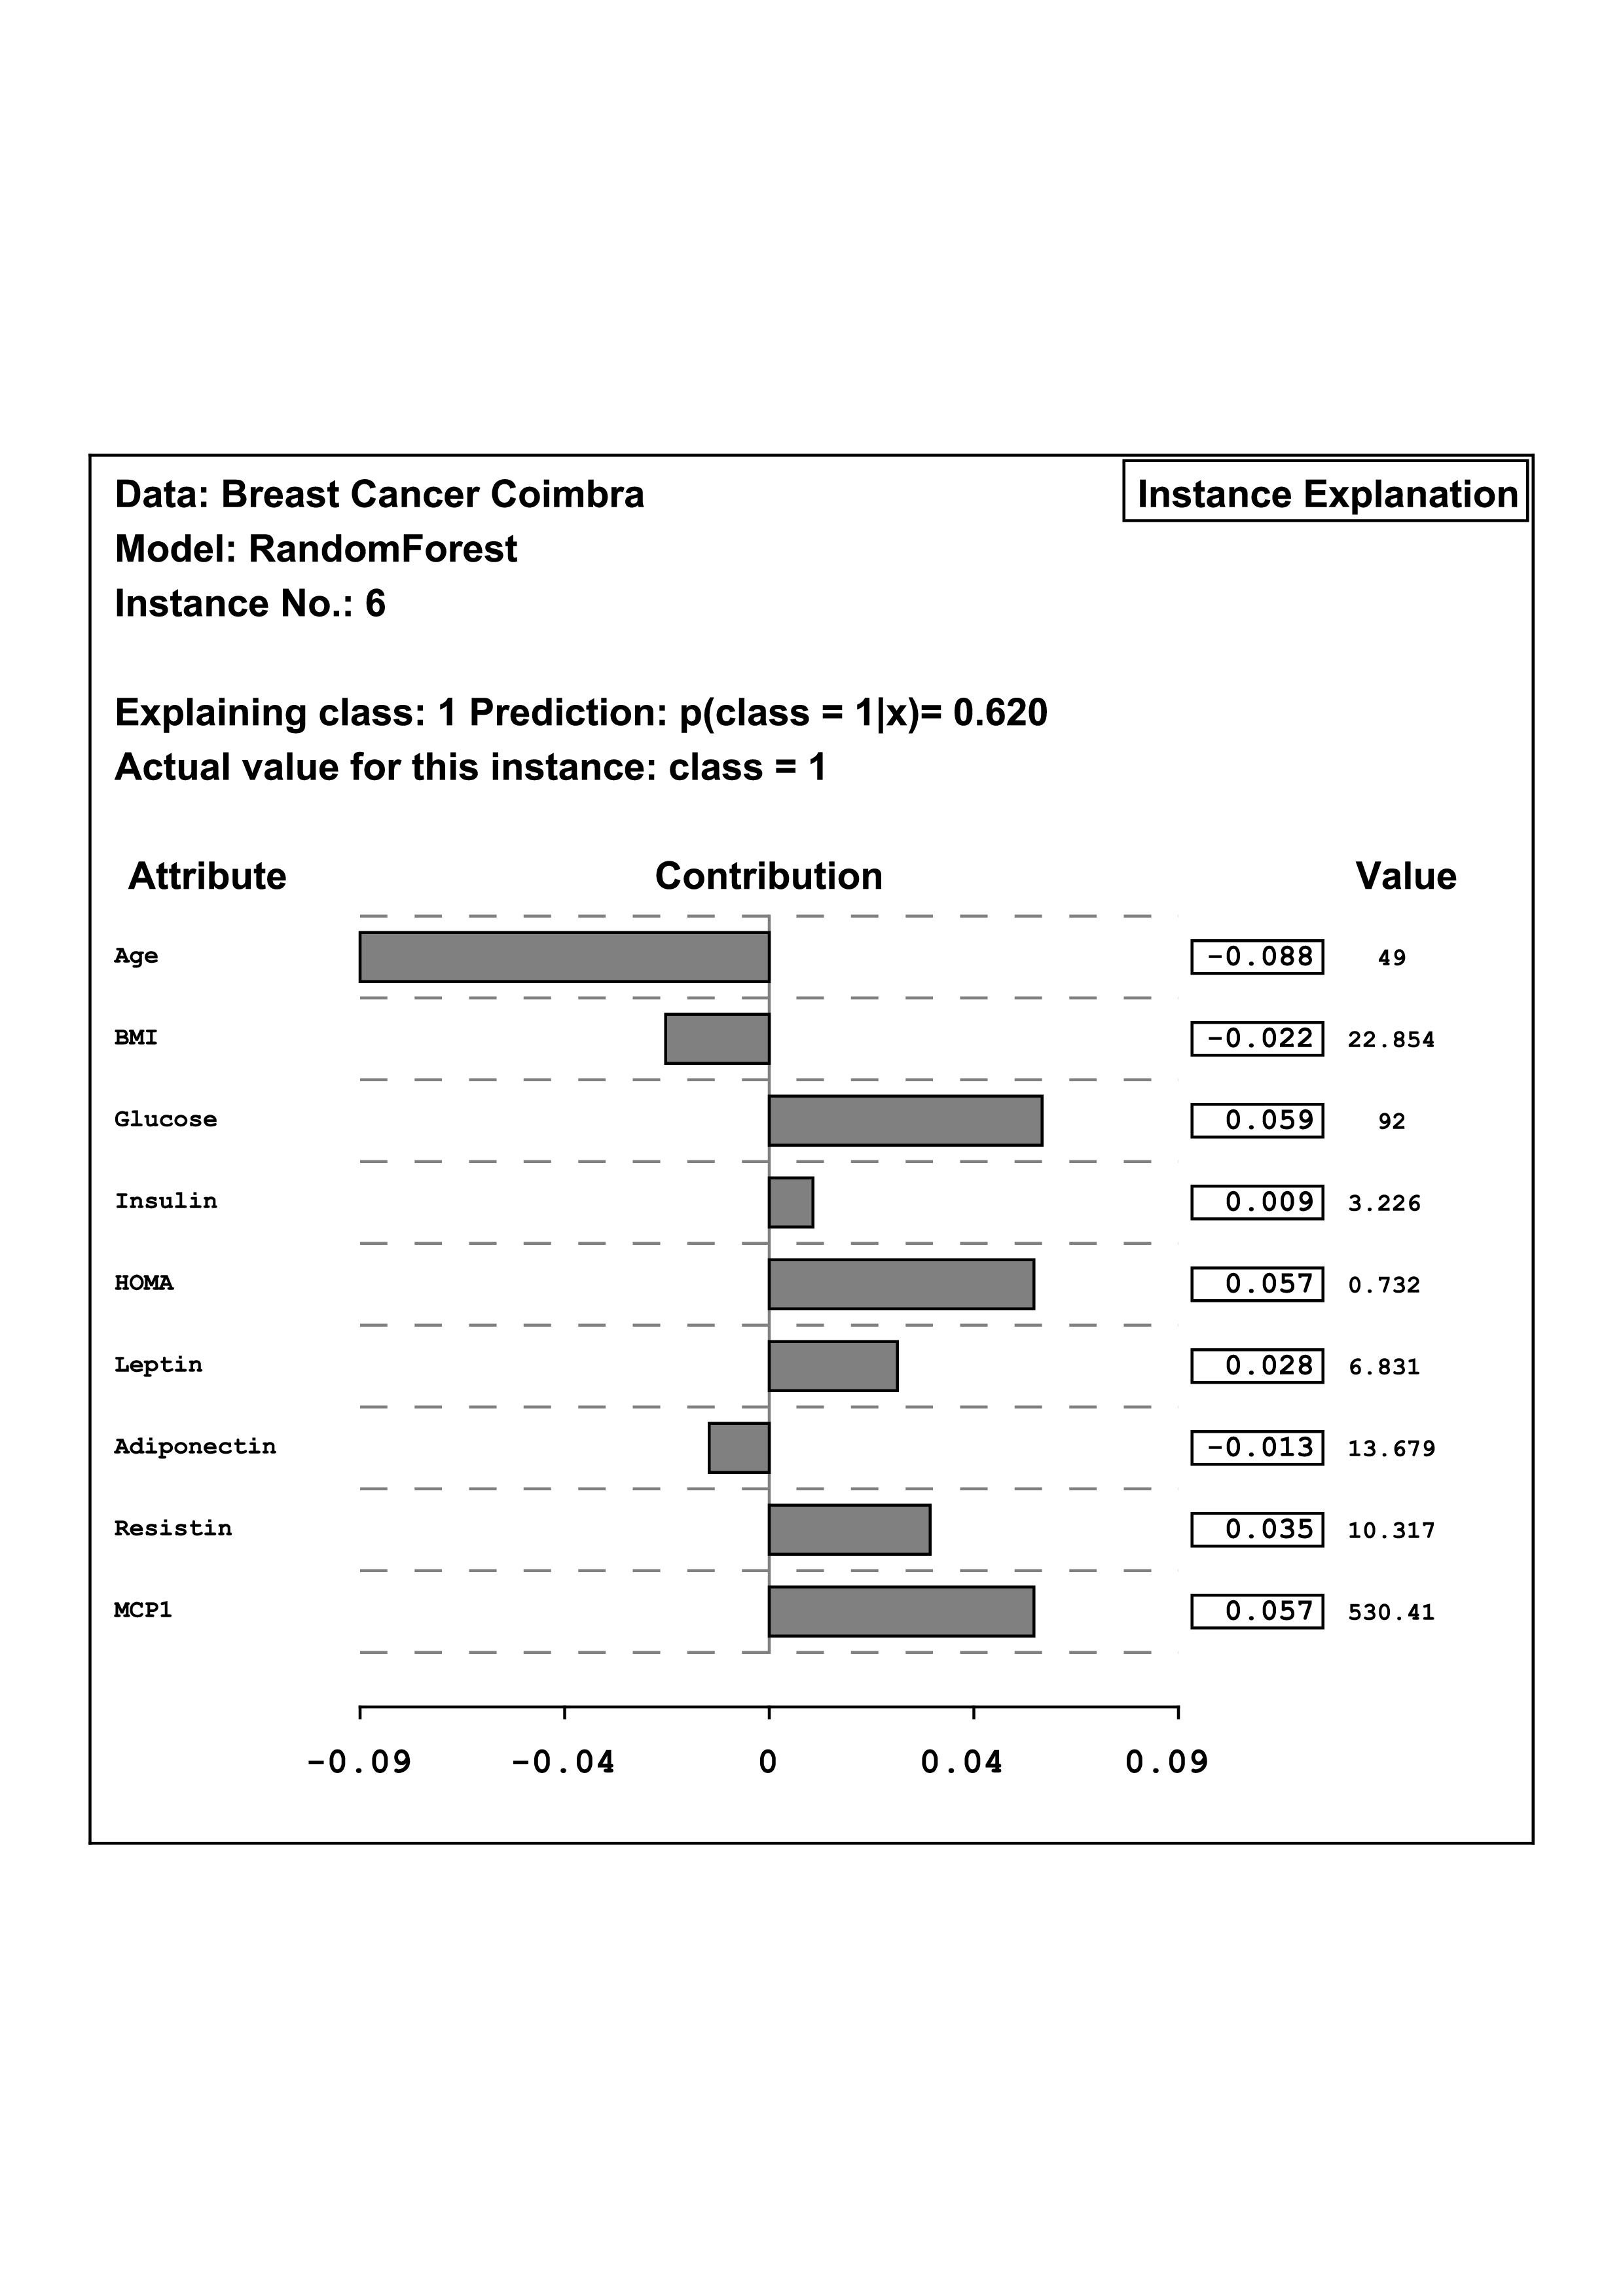 Data: Breast Cancer Coimbra
Instance Explanation
Model: RandomForest
Instance No.: 6
Explaining class: 1 Prediction: p(class = 1|x)= 0.620
Actual value for this instance: class = 1
Attribute Contribution Value
Age -0.088 49
BMI -0.022 22.854
Glucose 0.059 92
Insulin 0.009 3.226
HOMA 0.057 0.732
Leptin 0.028 6.831
Adiponectin -0.013 13.679
Resistin 0.035 10.317
MCP1 0.057 530.41
-0.09 -0.04 0 0.04 0.09